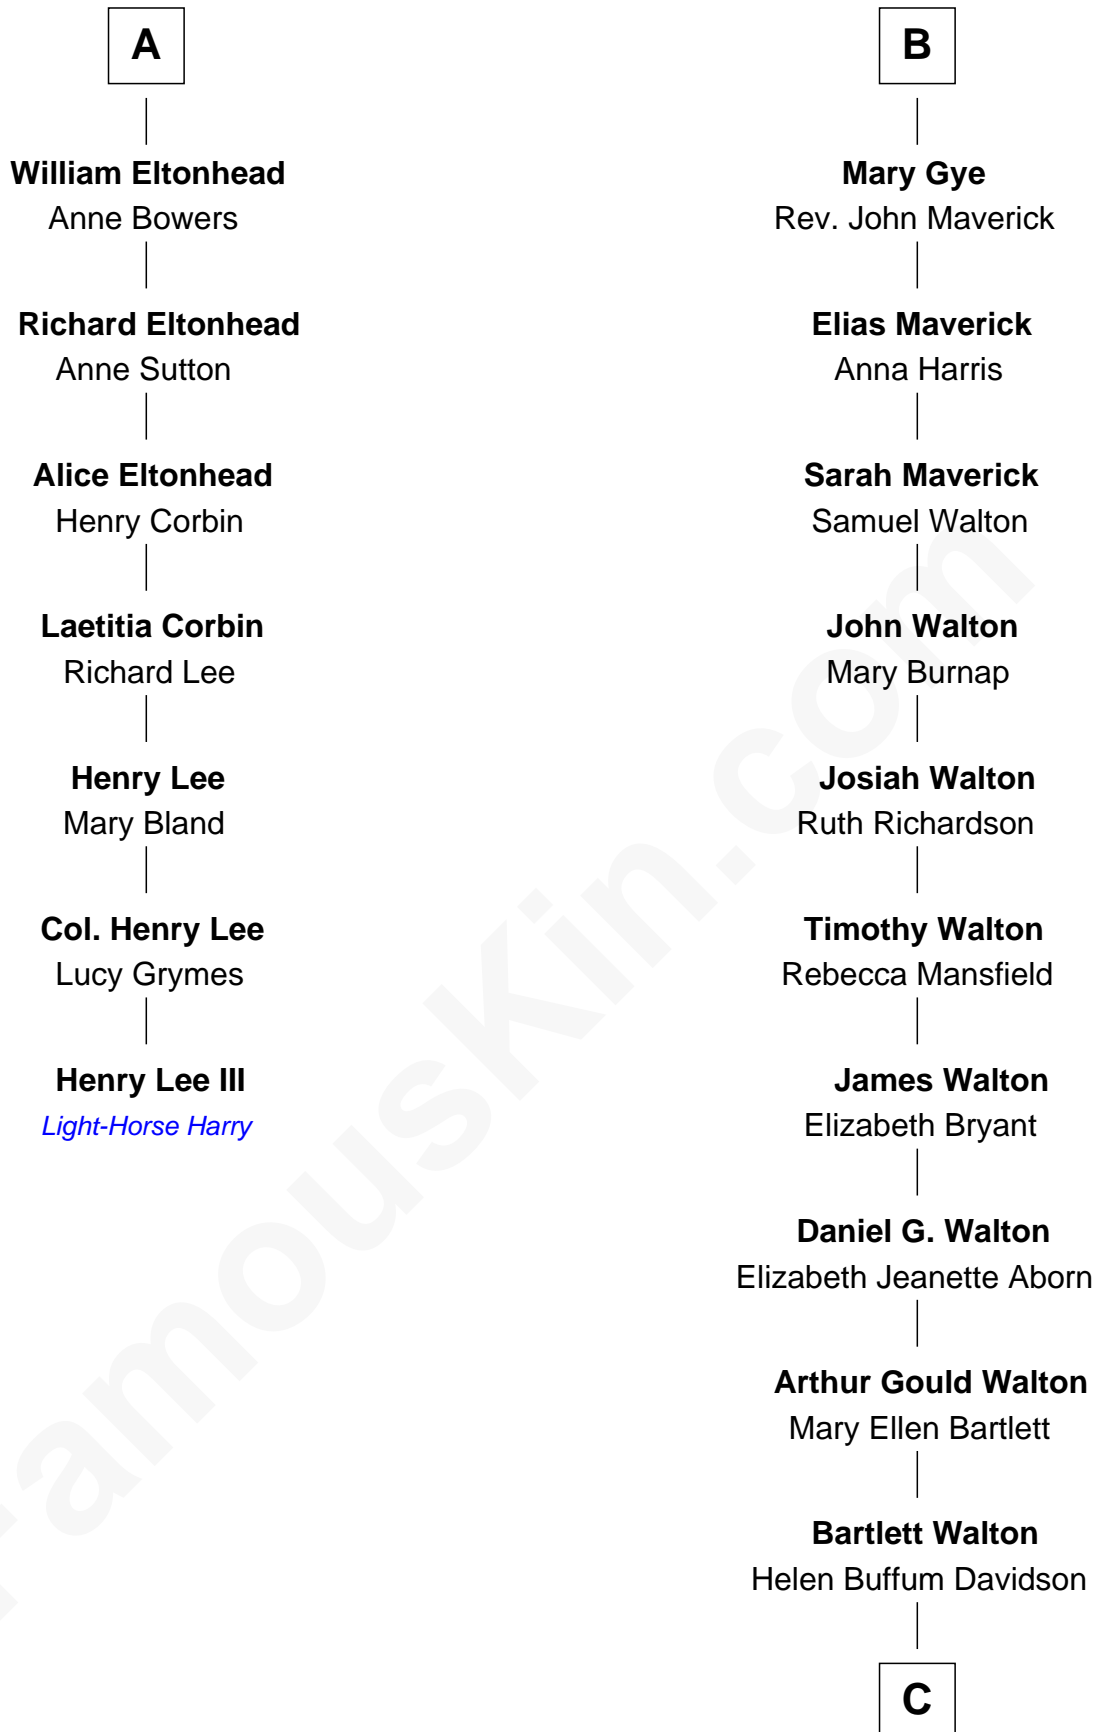 A
William Eltonhead
Anne Bowers
Richard Eltonhead
Anne Sutton
Alice Eltonhead
Henry Corbin
Laetitia Corbin
Richard Lee
Henry Lee
Mary Bland
Col. Henry Lee
Lucy Grymes
Henry Lee III
Light-Horse Harry
B
Mary Gye
Rev. John Maverick
Elias Maverick
Anna Harris
Sarah Maverick
Samuel Walton
John Walton
Mary Burnap
Josiah Walton
Ruth Richardson
Timothy Walton
Rebecca Mansfield
James Walton
Elizabeth Bryant
Daniel G. Walton
Elizabeth Jeanette Aborn
Arthur Gould Walton
Mary Ellen Bartlett
Bartlett Walton
Helen Buffum Davidson
C
FamousKin.com